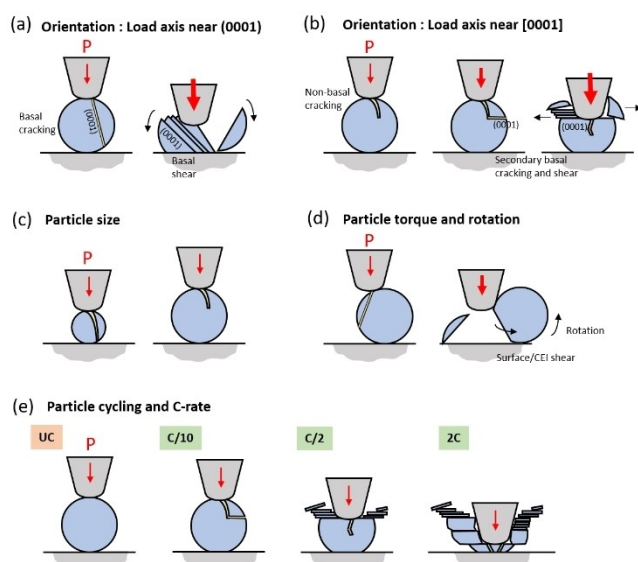 (a) Orientation : Load axis near (0001)
P
Basal
cracking
(0001)
(0001)
Basal
shear
(b) Orientation: Load axis near [0001]
P
Non-basal
cracking
(0001)
(0001)
Secondary basal
cracking and shear
(c) Particle size
P
(d) Particle torque and rotation
P
Rotation
Surface/CEI shear
(e) Particle cycling and C-rate
UC
C/10
C/2
2C
P